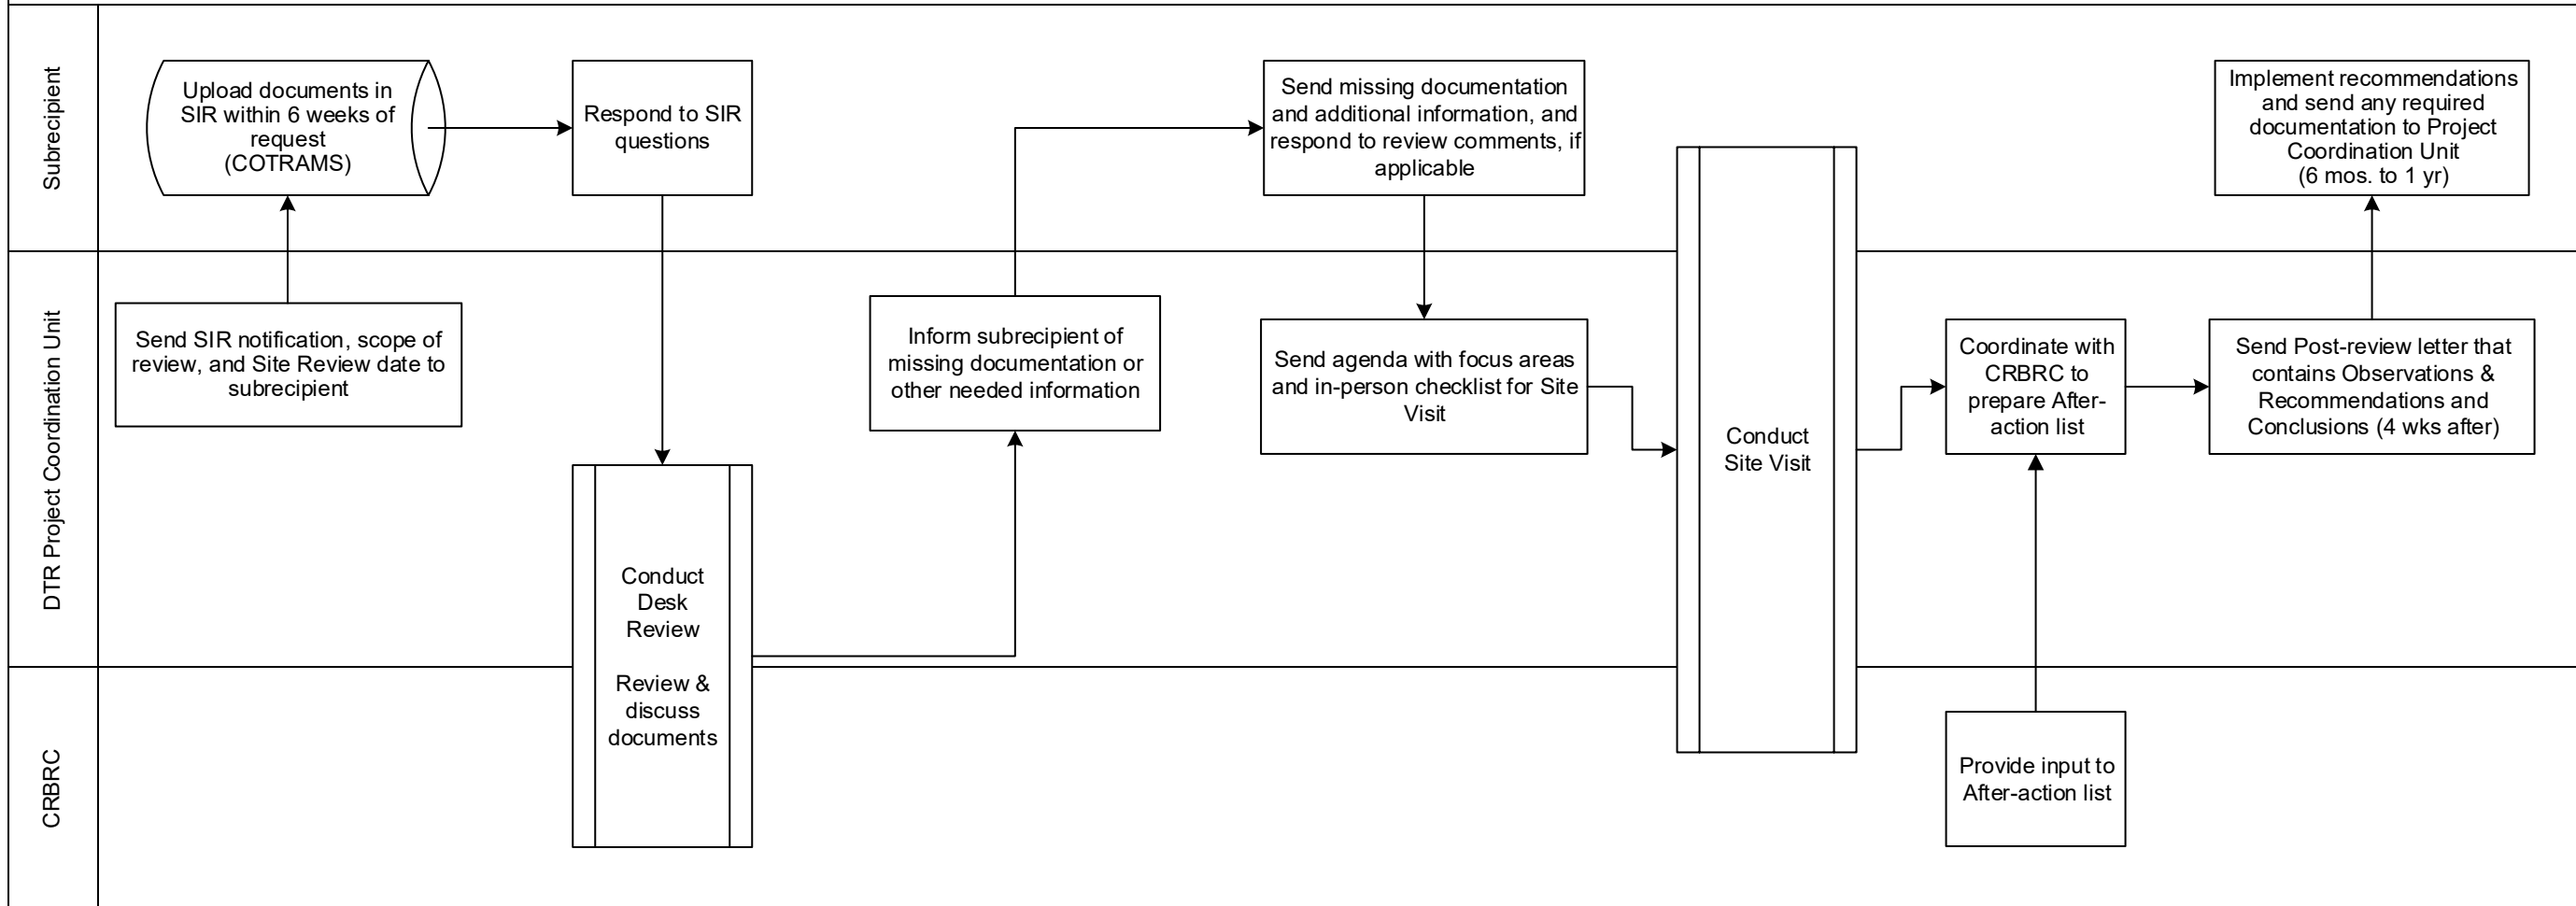 Subrecipient
Upload documents in
SIR within 6 weeks of
request
(COTRAMS)
Respond to SIR
questions
Send missing documentation
and additional information, and
respond to review comments, if
applicable
Implement recommendations
and send any required
documentation to Project
Coordination Unit
(6 mos. to 1 yr)
DTR Project Coordination Unit
Send SIR notification, scope of
review, and Site Review date to
subrecipient
Inform subrecipient of
missing documentation or
other needed information
Send agenda with focus areas
and in-person checklist for Site
Visit
Conduct
Site Visit
Coordinate with
CRBRC to
prepare After-
action list
Send Post-review letter that
contains Observations &
Recommendations and
Conclusions (4 wks after)
Conduct
Desk
Review
Review &
discuss
documents
CRBRC
Provide input to
After-action list